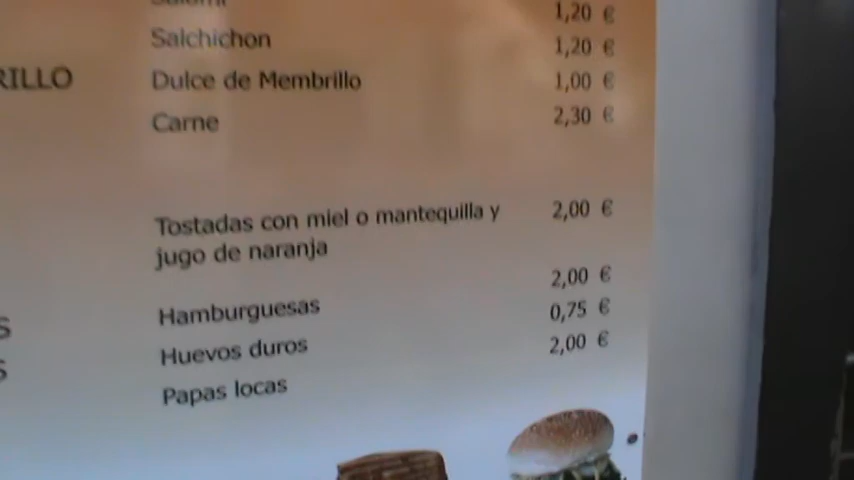 Salami 1,20 €
Salchichon 1,20 €
RILLO Dulce de Membrillo 1,00 €
Carne 2,30 €
Tostadas con miel o mantequilla y 2,00 €
jugo de naranja
Hamburguesas 2,00 €
S Huevos duros 0,75 €
S Papas locas 2,00 €